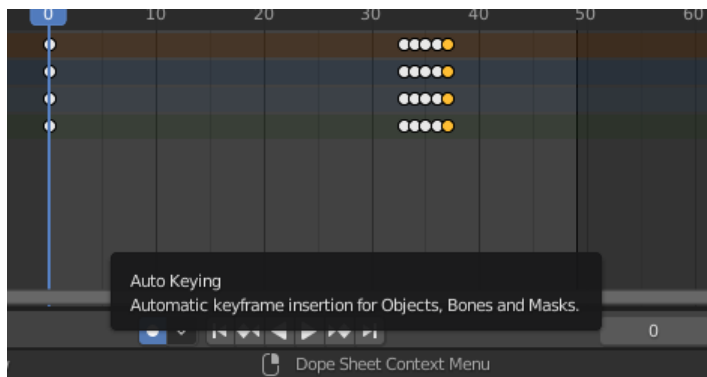 0 10 20 30 40 50 60
Auto Keying
Automatic keyframe insertion for Objects, Bones and Masks.
0
Dope Sheet Context Menu